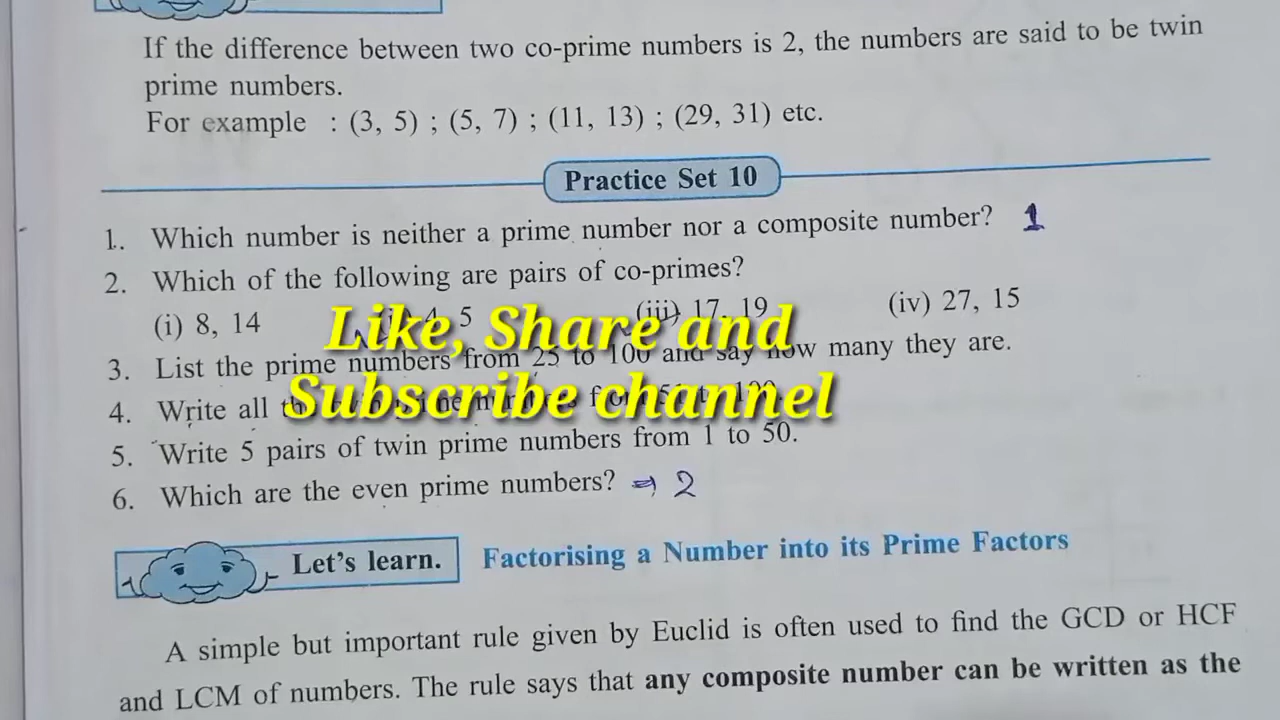 If the difference between two co-prime numbers is 2, the numbers are said to be twin
prime numbers.
For example : (3, 5) ; (5, 7) ; (11, 13) ; (29, 31) etc.
Practice Set 10
1. Which number is neither a prime number nor a composite number? 1
2. Which of the following are pairs of co-primes?
(i) 8, 14 4, 5 (iii) 17, 19 (iv) 27, 15
Like, Share and
3. List the prime numbers from 25 to 100 and say how many they are.
Subscribe channel
4. Write all
5. Write 5 pairs of twin prime numbers from 1 to 50.
6. Which are the even prime numbers? → 2
Let's learn. Factorising a Number into its Prime Factors
A simple but important rule given by Euclid is often used to find the GCD or HCF
and LCM of numbers. The rule says that any composite number can be written as the